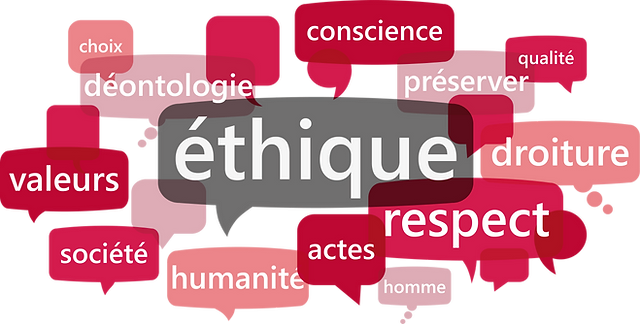 conscience
choix
qualité
déontologie
préserver
éthique
droiture
valeurs
respect
société
actes
humanité
homme